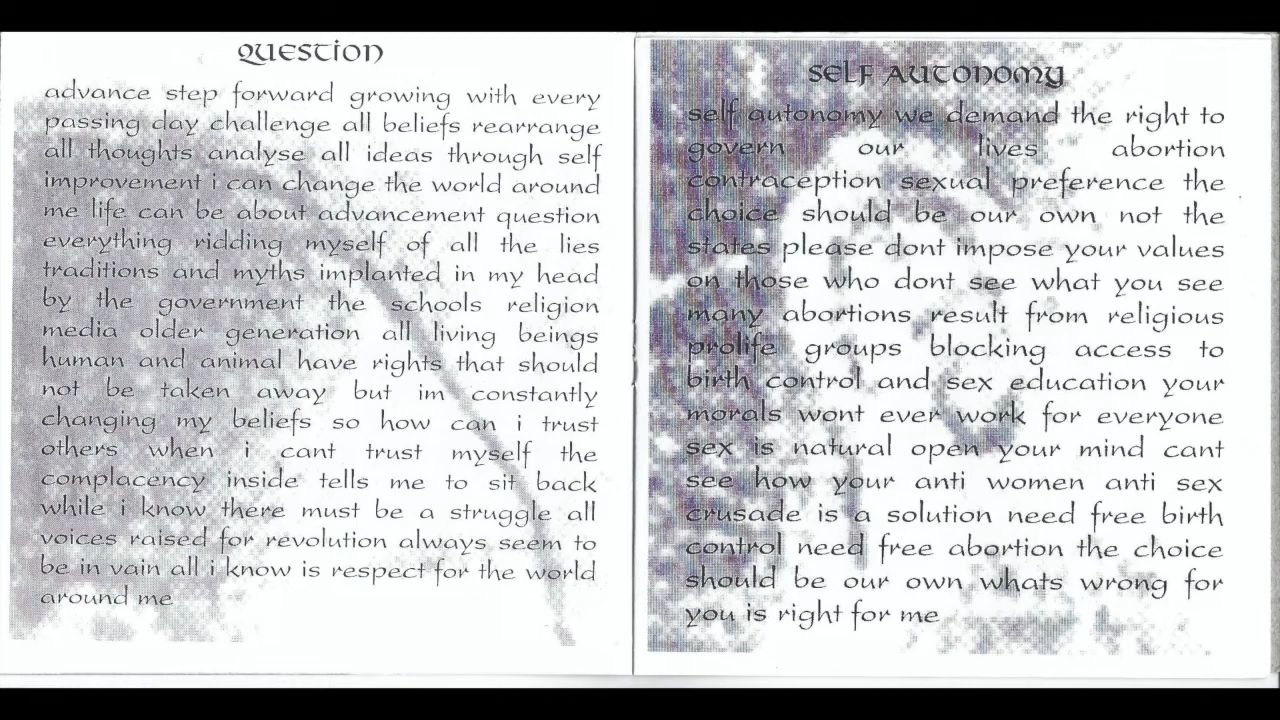 QUESTION
advance step forward growing with every
passing day challenge all beliefs rearrange
all thoughts analyse all ideas through self
improvement i can change the world around
me life can be about advancement question
everything ridding myself of all the lies
traditions and myths implanted in my head
by the government the schools religion
media older generation all living beings
human and animal have rights that should
not be taken away but im constantly
changing my beliefs so how can i trust
others when i cant trust myself the
complacency inside tells me to sit back
while i know there must be a struggle all
voices raised for revolution always seem to
be in vain all i know is respect for the world
around me
SELF AUTONOMY
self autonomy we demand the right to
govern our lives abortion
contraception sexual preference the
choice should be our own not the
states please dont impose your values
on those who dont see what you see
many abortions result from religious
prolife groups blocking access to
birth control and sex education your
morals wont ever work for everyone
sex is natural open your mind cant
see how your anti women anti sex
crusade is a solution need free birth
control need free abortion the choice
should be our own whats wrong for
you is right for me